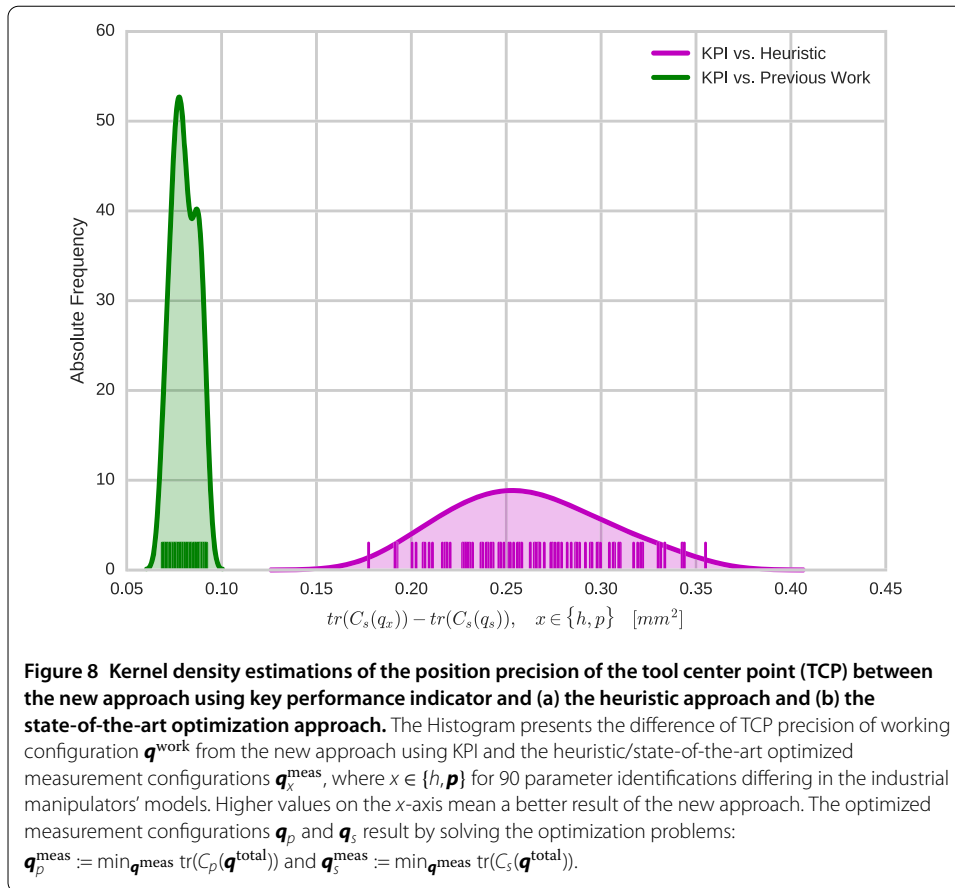 60
50
40
30
20
10
0
Absolute Frequency
KPI vs. Heuristic
KPI vs. Previous Work
0.05 0.10 0.15 0.20 0.25 0.30 0.35 0.40 0.45
tr(C_s(q_x)) − tr(C_s(q_s)), x ∈ {h, p} [mm²]
Figure 8 Kernel density estimations of the position precision of the tool center point (TCP) between
the new approach using key performance indicator and (a) the heuristic approach and (b) the
state-of-the-art optimization approach. The Histogram presents the difference of TCP precision of working
configuration q^work from the new approach using KPI and the heuristic/state-of-the-art optimized
measurement configurations q_x^meas, where x ∈ {h, p} for 90 parameter identifications differing in the industrial
manipulators' models. Higher values on the x-axis mean a better result of the new approach. The optimized
measurement configurations q_p and q_s result by solving the optimization problems:
q_p^meas := min_q^meas tr(C_p(q^total)) and q_s^meas := min_q^meas tr(C_s(q^total)).